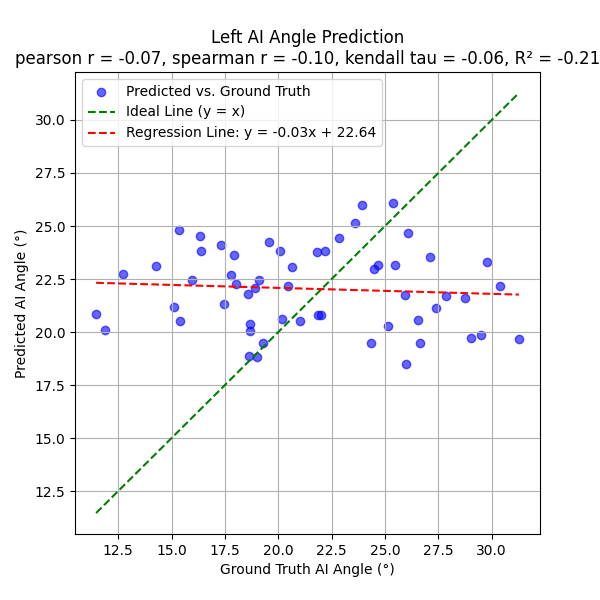 Left AI Angle Prediction
pearson r = -0.07, spearman r = -0.10, kendall tau = -0.06, R² = -0.21
Predicted vs. Ground Truth
Ideal Line (y = x)
Regression Line: y = -0.03x + 22.64
30.0
27.5
25.0
22.5
20.0
17.5
15.0
12.5
Predicted AI Angle (°)
12.5 15.0 17.5 20.0 22.5 25.0 27.5 30.0
Ground Truth AI Angle (°)